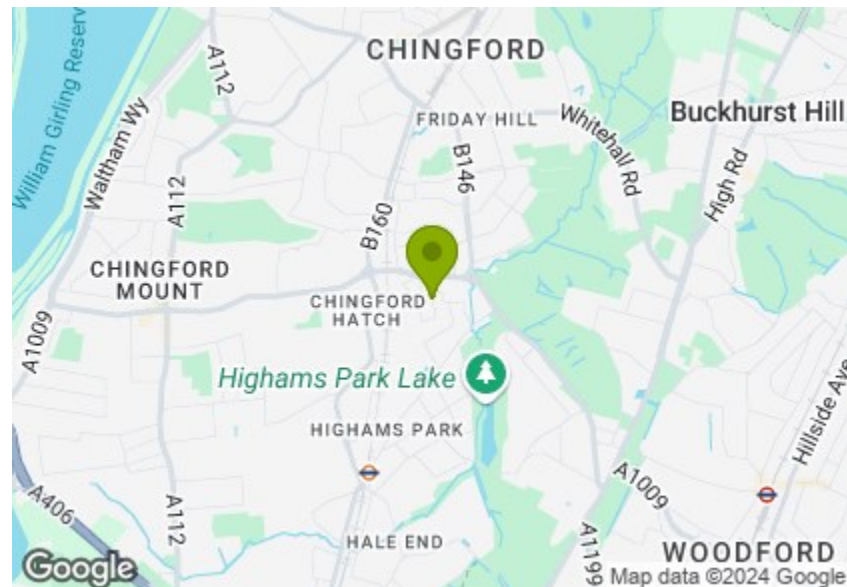 CHINGFORD
A112
William Girling Reserv
Waltham Wy
FRIDAY HILL
Whitehall Rd
Buckhurst Hill
B146
High Rd
A112
B160
CHINGFORD
MOUNT
CHINGFORD
HATCH
A1009
Highams Park Lake
Hillside Ave
HIGHAMS PARK
A1009
A406
A112
HALE END
A1199
WOODFORD
Google
Map data ©2024 Google